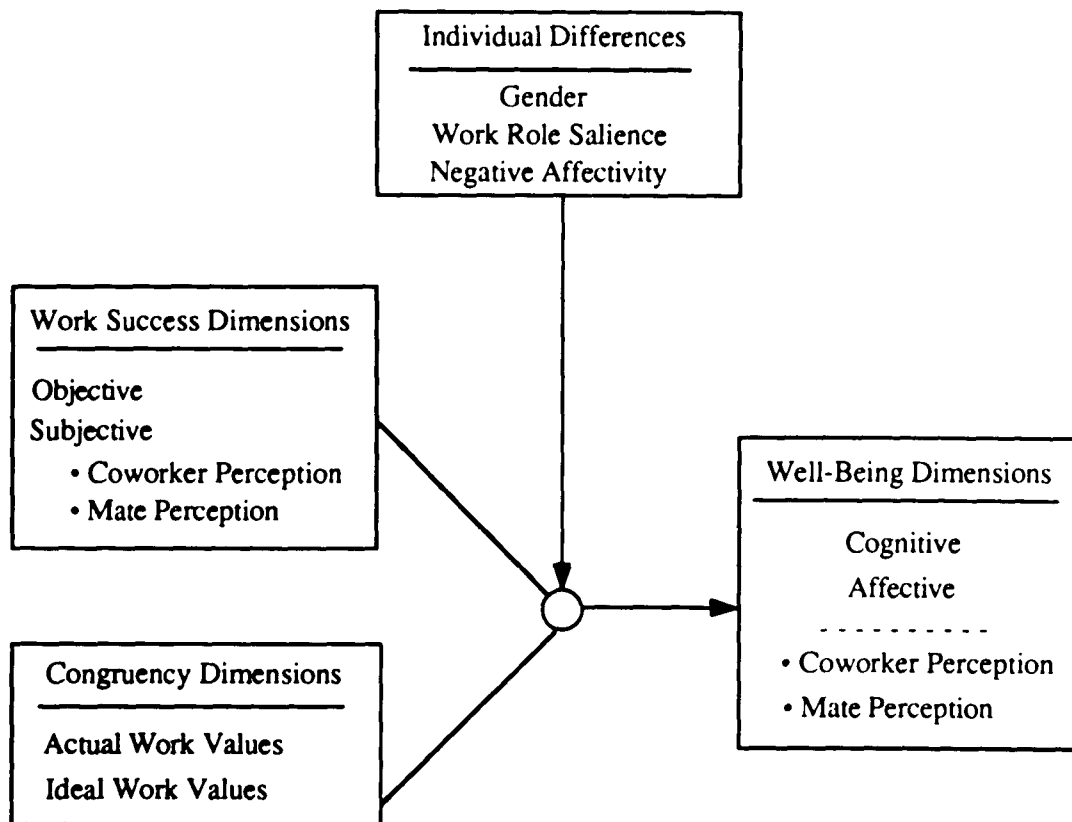 Individual Differences
Gender
Work Role Salience
Negative Affectivity
Work Success Dimensions
Objective
Subjective
• Coworker Perception
• Mate Perception
Well-Being Dimensions
Cognitive
Affective
• Coworker Perception
• Mate Perception
Congruency Dimensions
Actual Work Values
Ideal Work Values